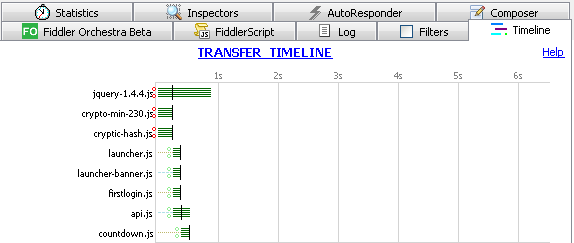 Statistics Inspectors AutoResponder Composer
FO Fiddler Orchestra Beta JS FiddlerScript Log Filters Timeline
TRANSFER TIMELINE Help
1s 2s 3s 4s 5s 6s
jquery-1.4.4.js
crypto-min-230.js
cryptic-hash.js
launcher.js
launcher-banner.js
firstlogin.js
api.js
countdown.js